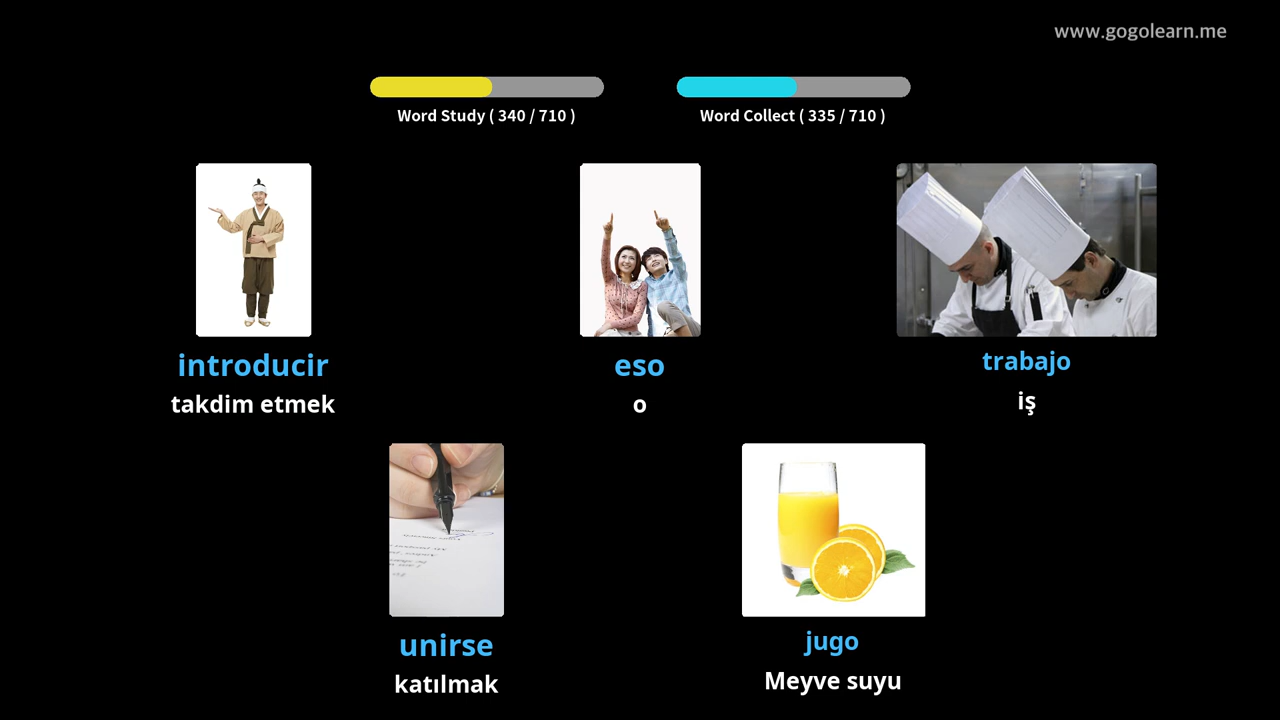 www.gogolearn.me
Word Study ( 340 / 710 )
Word Collect ( 335 / 710 )
introducir
takdim etmek
eso
o
trabajo
iş
unirse
katılmak
jugo
Meyve suyu